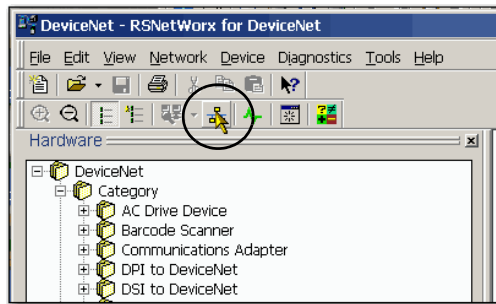 DeviceNet - RSNetWorx for DeviceNet
File Edit View Network Device Diagnostics Tools Help
Hardware
DeviceNet
Category
AC Drive Device
Barcode Scanner
Communications Adapter
DPI to DeviceNet
DSI to DeviceNet